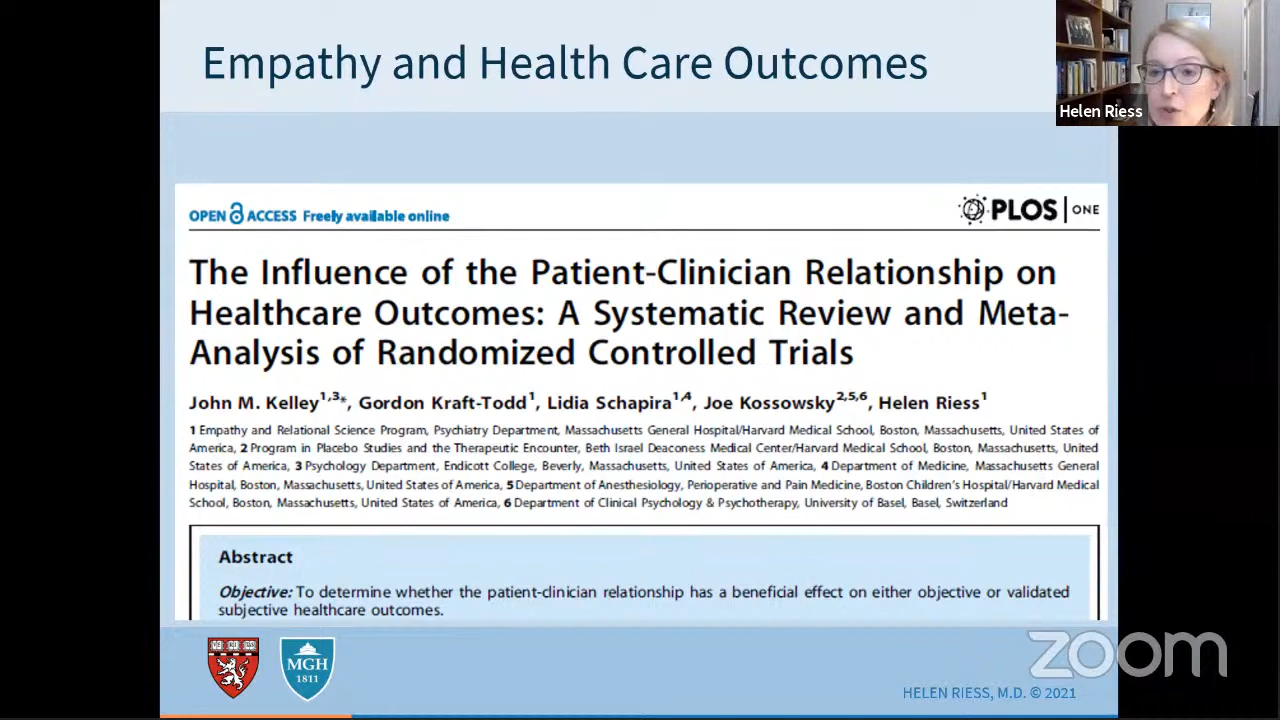 Empathy and Health Care Outcomes
Helen Riess
OPEN ACCESS Freely available online
PLOS ONE
The Influence of the Patient-Clinician Relationship on
Healthcare Outcomes: A Systematic Review and Meta-
Analysis of Randomized Controlled Trials
John M. Kelley1,3*, Gordon Kraft-Todd1, Lidia Schapira1,4, Joe Kossowsky2,5,6, Helen Riess1
1 Empathy and Relational Science Program, Psychiatry Department, Massachusetts General Hospital/Harvard Medical School, Boston, Massachusetts, United States of
America, 2 Program in Placebo Studies and the Therapeutic Encounter, Beth Israel Deaconess Medical Center/Harvard Medical School, Boston, Massachusetts, United
States of America, 3 Psychology Department, Endicott College, Beverly, Massachusetts, United States of America, 4 Department of Medicine, Massachusetts General
Hospital, Boston, Massachusetts, United States of America, 5 Department of Anesthesiology, Perioperative and Pain Medicine, Boston Children's Hospital/Harvard Medical
School, Boston, Massachusetts, United States of America, 6 Department of Clinical Psychology & Psychotherapy, University of Basel, Basel, Switzerland
Abstract
Objective: To determine whether the patient-clinician relationship has a beneficial effect on either objective or validated
subjective healthcare outcomes.
MGH
1811
zoom
HELEN RIESS, M.D. © 2021